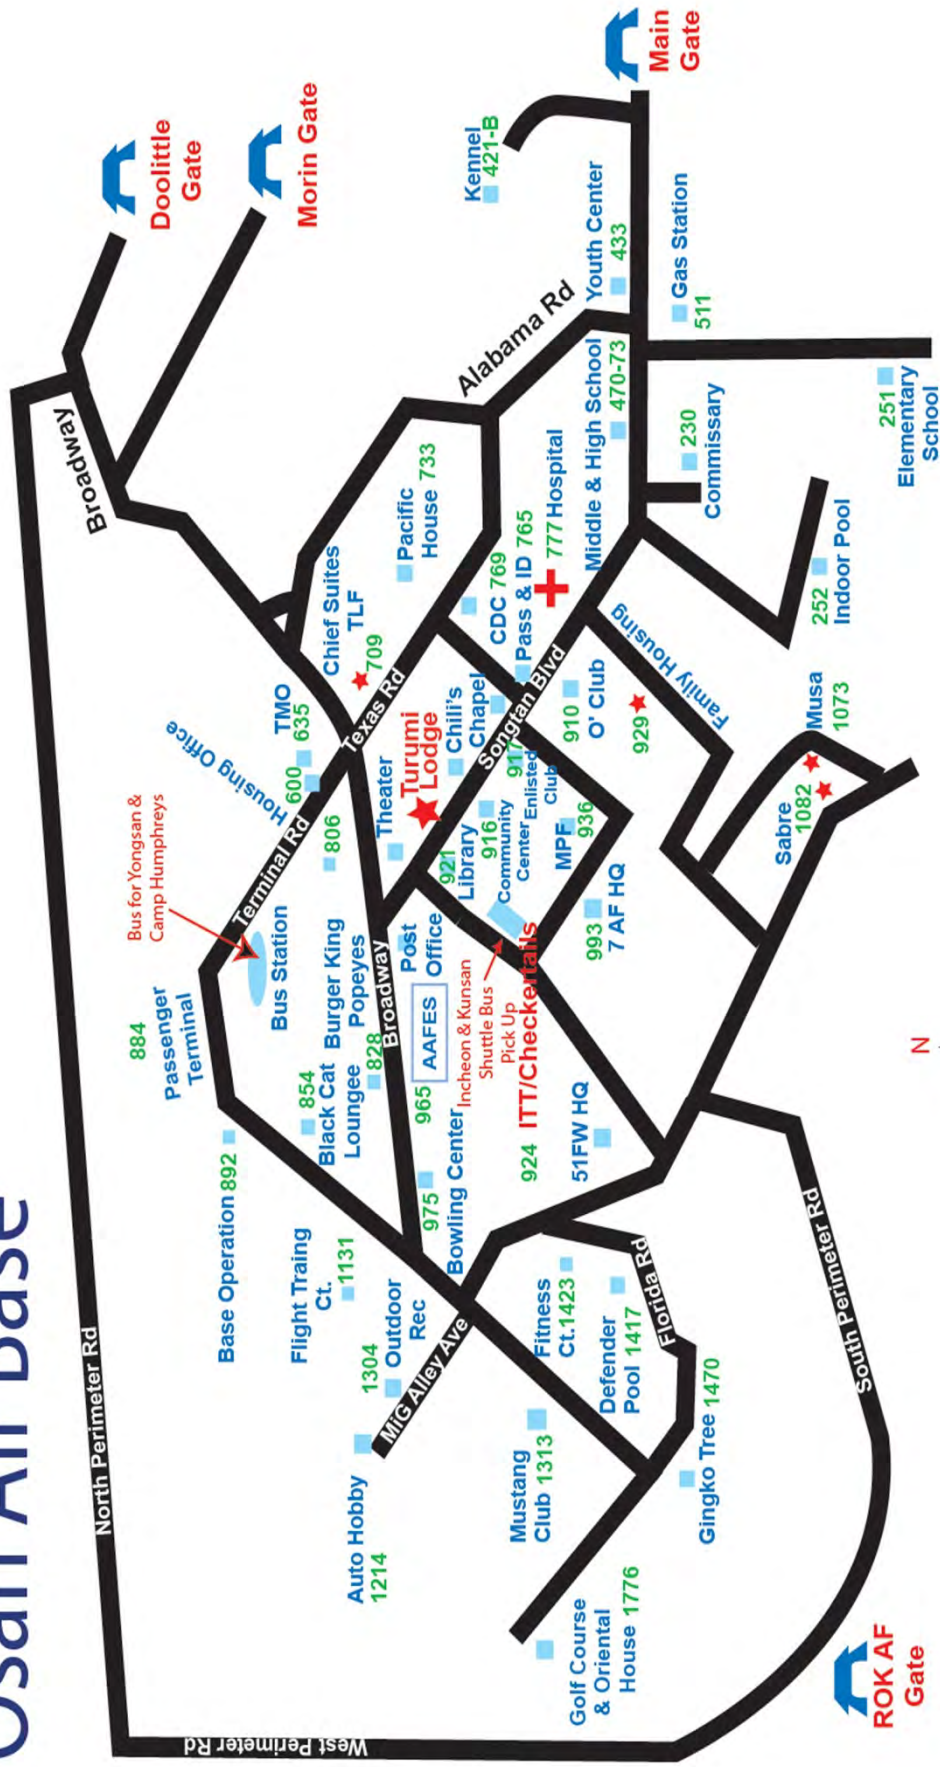 Osan Air Base
North Perimeter Rd
West Perimeter Rd
South Perimeter Rd
Doolittle
Gate
Morin Gate
Main
Gate
ROK AF
Gate
Broadway
Alabama Rd
Texas Rd
Terminal Rd
Broadway
Songtan Blvd
MiG Alley Ave
Florida Rd
Family Housing
Housing Office
Bus for Yongsan &
Camp Humphreys
884
Passenger
Terminal
Bus Station
Base Operation 892
Flight Traing
Ct.
1131
854
Black Cat
Loungee
828
Burger King
Popeyes
806
600
TMO
635
Chief Suites
TLF
709
Pacific
House 733
Kennel
421-B
Youth Center
433
Gas Station
511
Middle & High School
470-73
230
Commissary
251
Elementary
School
252
Indoor Pool
777 Hospital
Pass & ID 765
CDC 769
Chapel
Chili's
Turumi
Lodge
Theater
921
Library
916
Community
Center
917
Enlisted
Club
MPF
936
910
O' Club
929
Musa
1073
Sabre
1082
993
7 AF HQ
Post
Office
AAFES
965
Incheon & Kunsan
Shuttle Bus
Pick Up
924 ITT/Checkertails
51FW HQ
975
Bowling Center
1304
Outdoor
Rec
Auto Hobby
1214
Fitness
Ct.1423
Defender
Pool 1417
Mustang
Club 1313
Gingko Tree 1470
Golf Course
& Oriental
House 1776
N